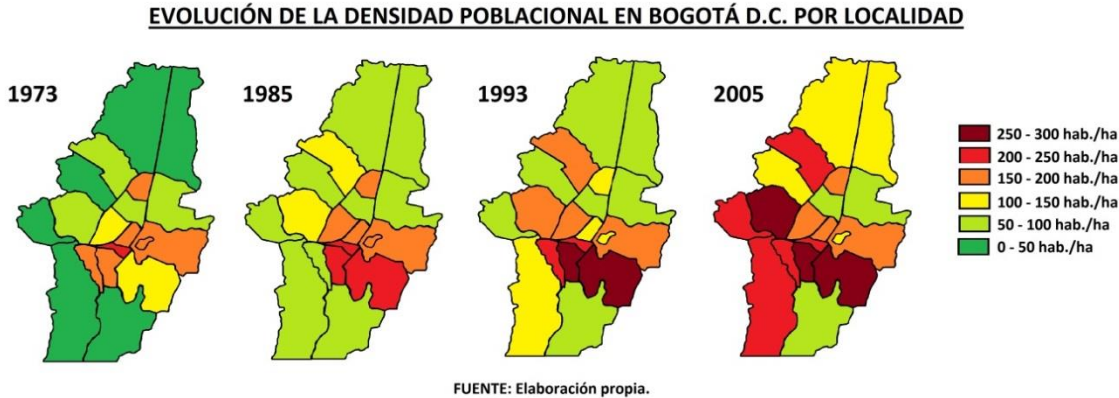 EVOLUCIÓN DE LA DENSIDAD POBLACIONAL EN BOGOTÁ D.C. POR LOCALIDAD
1973
1985
1993
2005
250 - 300 hab./ha
200 - 250 hab./ha
150 - 200 hab./ha
100 - 150 hab./ha
50 - 100 hab./ha
0 - 50 hab./ha
FUENTE: Elaboración propia.